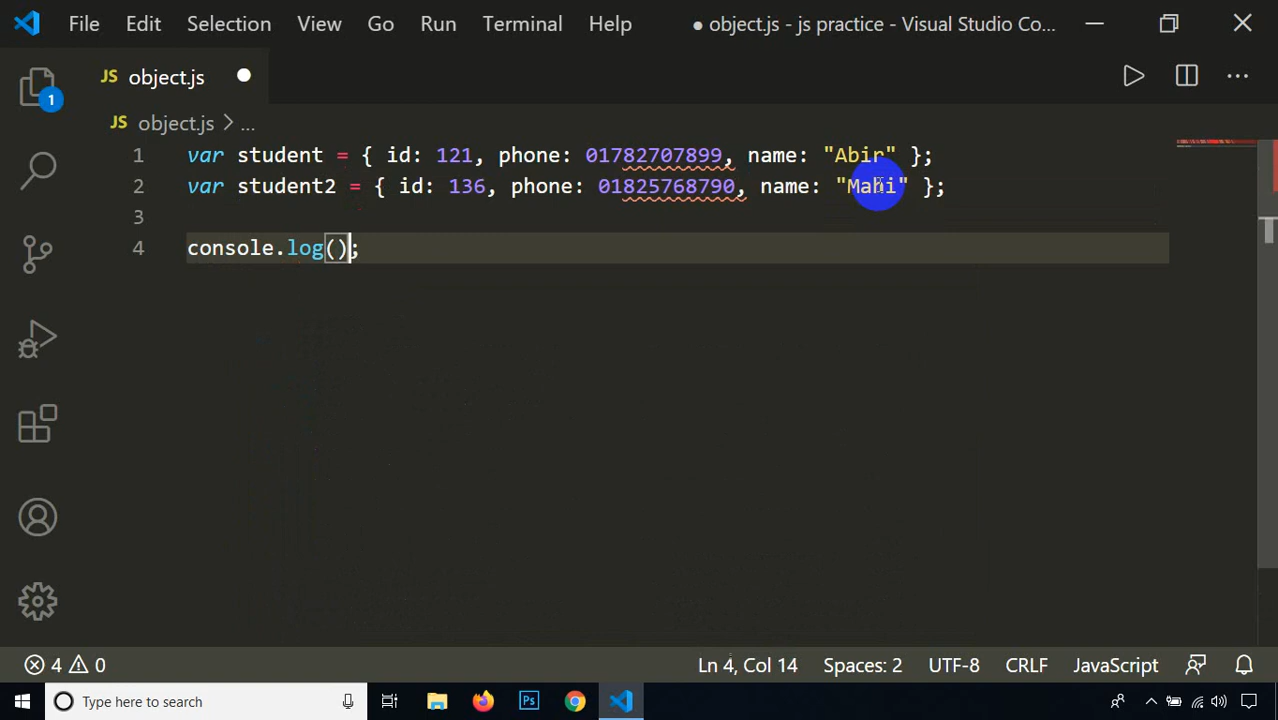 File Edit Selection View Go Run Terminal Help ● object.js - js practice - Visual Studio Co...
JS object.js ●
JS object.js > ...
1 var student = { id: 121, phone: 01782707899, name: "Abir" };
2 var student2 = { id: 136, phone: 01825768790, name: "Mahi" };
3
4 console.log();
1
4 0 Ln 4, Col 14 Spaces: 2 UTF-8 CRLF JavaScript
Type here to search Ps